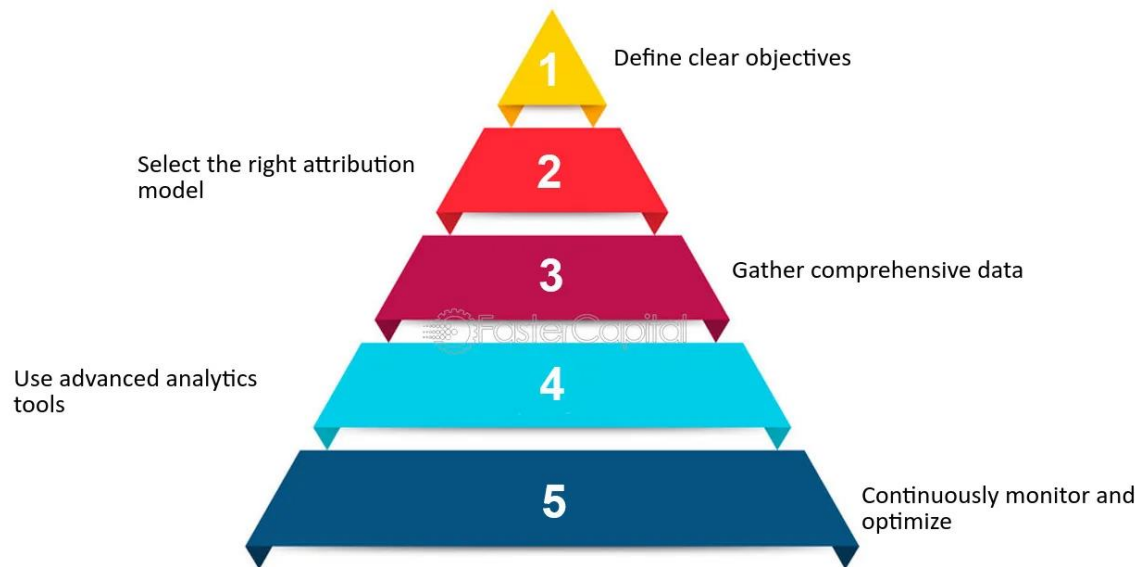 1
Define clear objectives
Select the right attribution
model
2
3
Gather comprehensive data
FasterCapital
Use advanced analytics
tools
4
5
Continuously monitor and
optimize